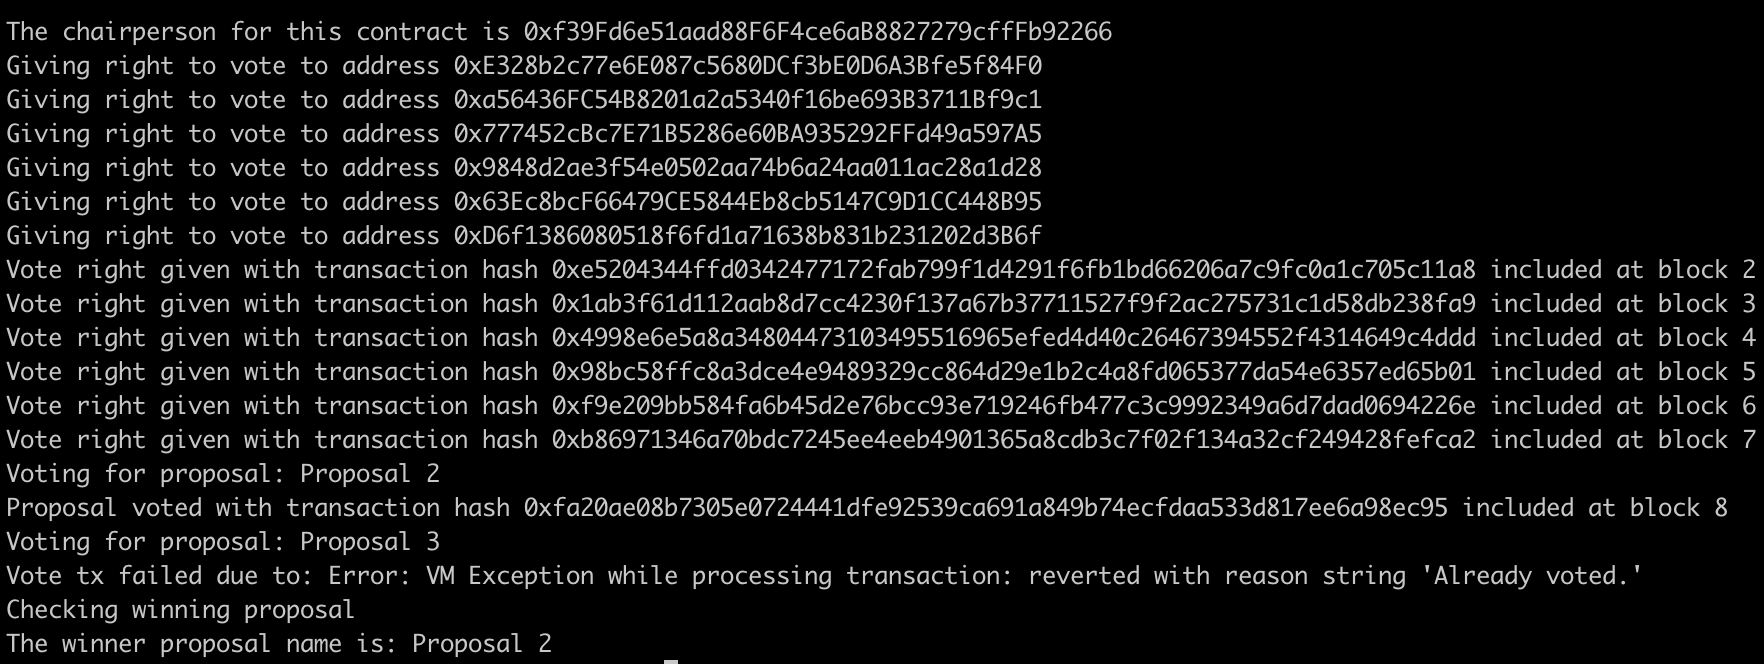 The chairperson for this contract is 0xf39Fd6e51aad88F6F4ce6aB8827279cffFb92266
Giving right to vote to address 0xE328b2c77e6E087c5680DCf3bE0D6A3Bfe5f84F0
Giving right to vote to address 0xa56436FC54B8201a2a5340f16be693B3711Bf9c1
Giving right to vote to address 0x777452cBc7E71B5286e60BA935292FFd49a597A5
Giving right to vote to address 0x9848d2ae3f54e0502aa74b6a24aa011ac28a1d28
Giving right to vote to address 0x63Ec8bcF66479CE5844Eb8cb5147C9D1CC448B95
Giving right to vote to address 0xD6f1386080518f6fd1a71638b831b231202d3B6f
Vote right given with transaction hash 0xe5204344ffd0342477172fab799f1d4291f6fb1bd66206a7c9fc0a1c705c11a8 included at block 2
Vote right given with transaction hash 0x1ab3f61d112aab8d7cc4230f137a67b37711527f9f2ac275731c1d58db238fa9 included at block 3
Vote right given with transaction hash 0x4998e6e5a8a34804473103495516965efed4d40c26467394552f4314649c4ddd included at block 4
Vote right given with transaction hash 0x98bc58ffc8a3dce4e9489329cc864d29e1b2c4a8fd065377da54e6357ed65b01 included at block 5
Vote right given with transaction hash 0xf9e209bb584fa6b45d2e76bcc93e719246fb477c3c9992349a6d7dad0694226e included at block 6
Vote right given with transaction hash 0xb86971346a70bdc7245ee4eeb4901365a8cdb3c7f02f134a32cf249428fefca2 included at block 7
Voting for proposal: Proposal 2
Proposal voted with transaction hash 0xfa20ae08b7305e0724441dfe92539ca691a849b74ecfdaa533d817ee6a98ec95 included at block 8
Voting for proposal: Proposal 3
Vote tx failed due to: Error: VM Exception while processing transaction: reverted with reason string 'Already voted.'
Checking winning proposal
The winner proposal name is: Proposal 2